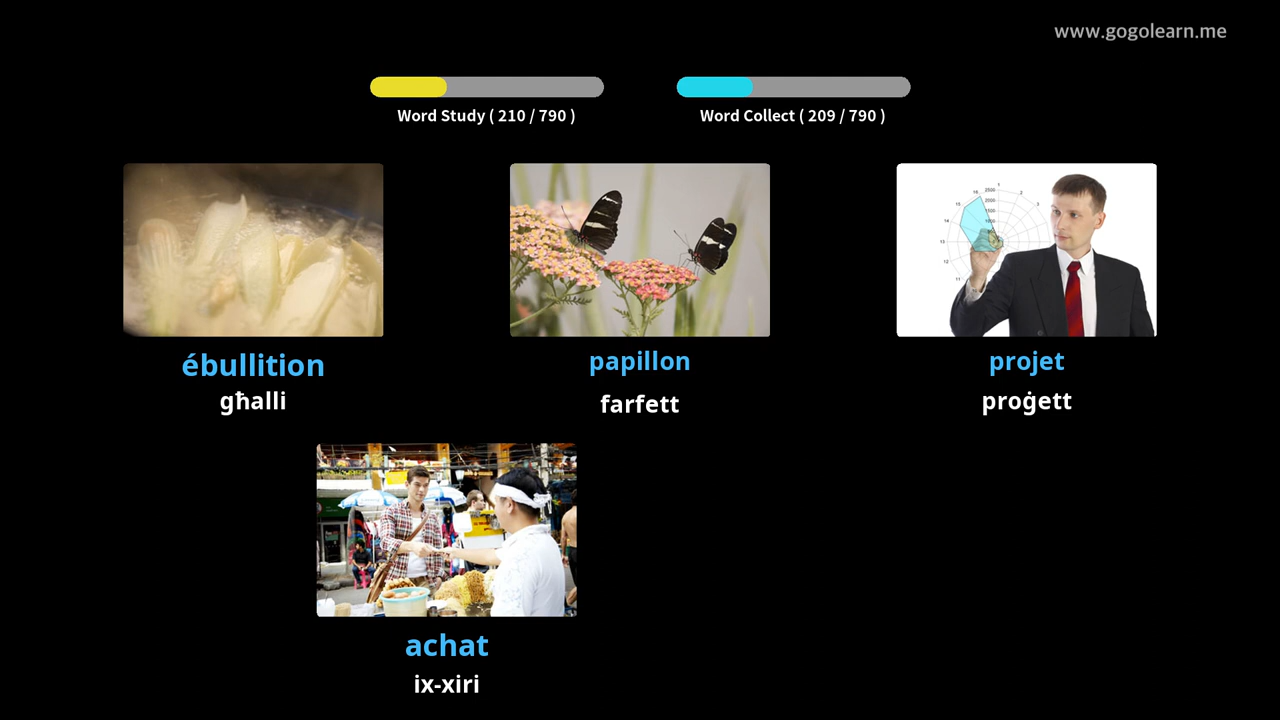 www.gogolearn.me
Word Study ( 210 / 790 )
Word Collect ( 209 / 790 )
ébullition
għalli
papillon
farfett
projet
proġett
achat
ix-xiri